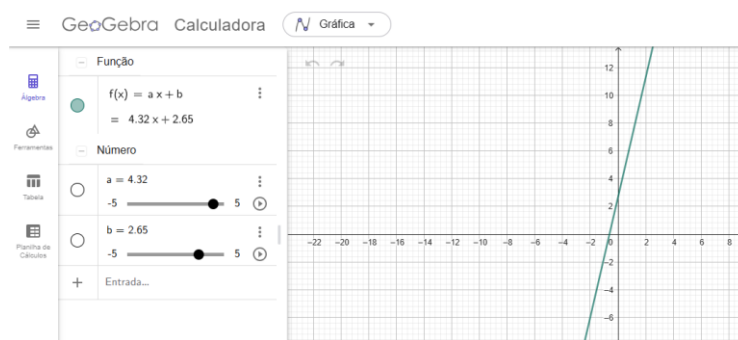 GeoGebra Calculadora Gráfica
Álgebra
Ferramentas
Tabela
Planilha de
Cálculos
Função
f(x) = a x + b
= 4.32 x + 2.65
Número
a = 4.32
-5 5
b = 2.65
-5 5
+ Entrada...
12
10
8
6
4
2
-22 -20 -18 -16 -14 -12 -10 -8 -6 -4 -2 0 2 4 6 8
-2
-4
-6